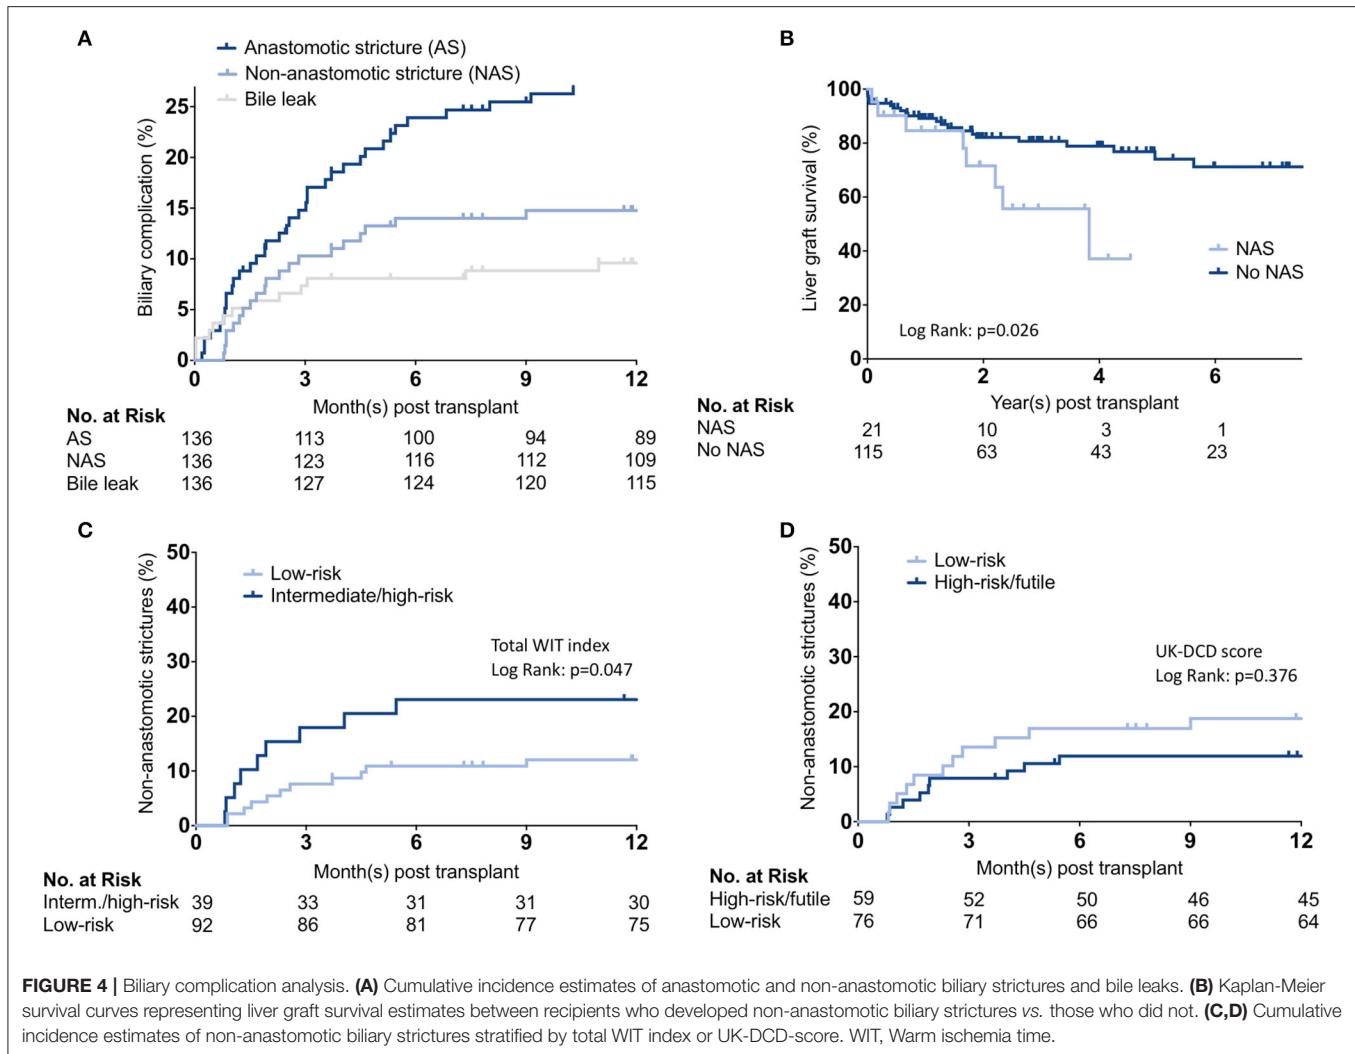 A
Anastomotic stricture (AS)
Non-anastomotic stricture (NAS)
Bile leak
Biliary complication (%)
25
20
15
10
5
0
0 3 6 9 12
Month(s) post transplant
No. at Risk
AS 136 113 100 94 89
NAS 136 123 116 112 109
Bile leak 136 127 124 120 115
B
Liver graft survival (%)
100
80
60
40
20
0
NAS
No NAS
Log Rank: p=0.026
0 2 4 6
Year(s) post transplant
No. at Risk
NAS 21 10 3 1
No NAS 115 63 43 23
C
Non-anastomotic strictures (%)
50
40
30
20
10
0
Low-risk
Intermediate/high-risk
Total WIT index
Log Rank: p=0.047
0 3 6 9 12
Month(s) post transplant
No. at Risk
Interm./high-risk 39 33 31 31 30
Low-risk 92 86 81 77 75
D
Non-anastomotic strictures (%)
50
40
30
20
10
0
Low-risk
High-risk/futile
UK-DCD score
Log Rank: p=0.376
0 3 6 9 12
Month(s) post transplant
No. at Risk
High-risk/futile 59 52 50 46 45
Low-risk 76 71 66 66 64
FIGURE 4 | Biliary complication analysis. (A) Cumulative incidence estimates of anastomotic and non-anastomotic biliary strictures and bile leaks. (B) Kaplan-Meier
survival curves representing liver graft survival estimates between recipients who developed non-anastomotic biliary strictures vs. those who did not. (C,D) Cumulative
incidence estimates of non-anastomotic biliary strictures stratified by total WIT index or UK-DCD-score. WIT, Warm ischemia time.